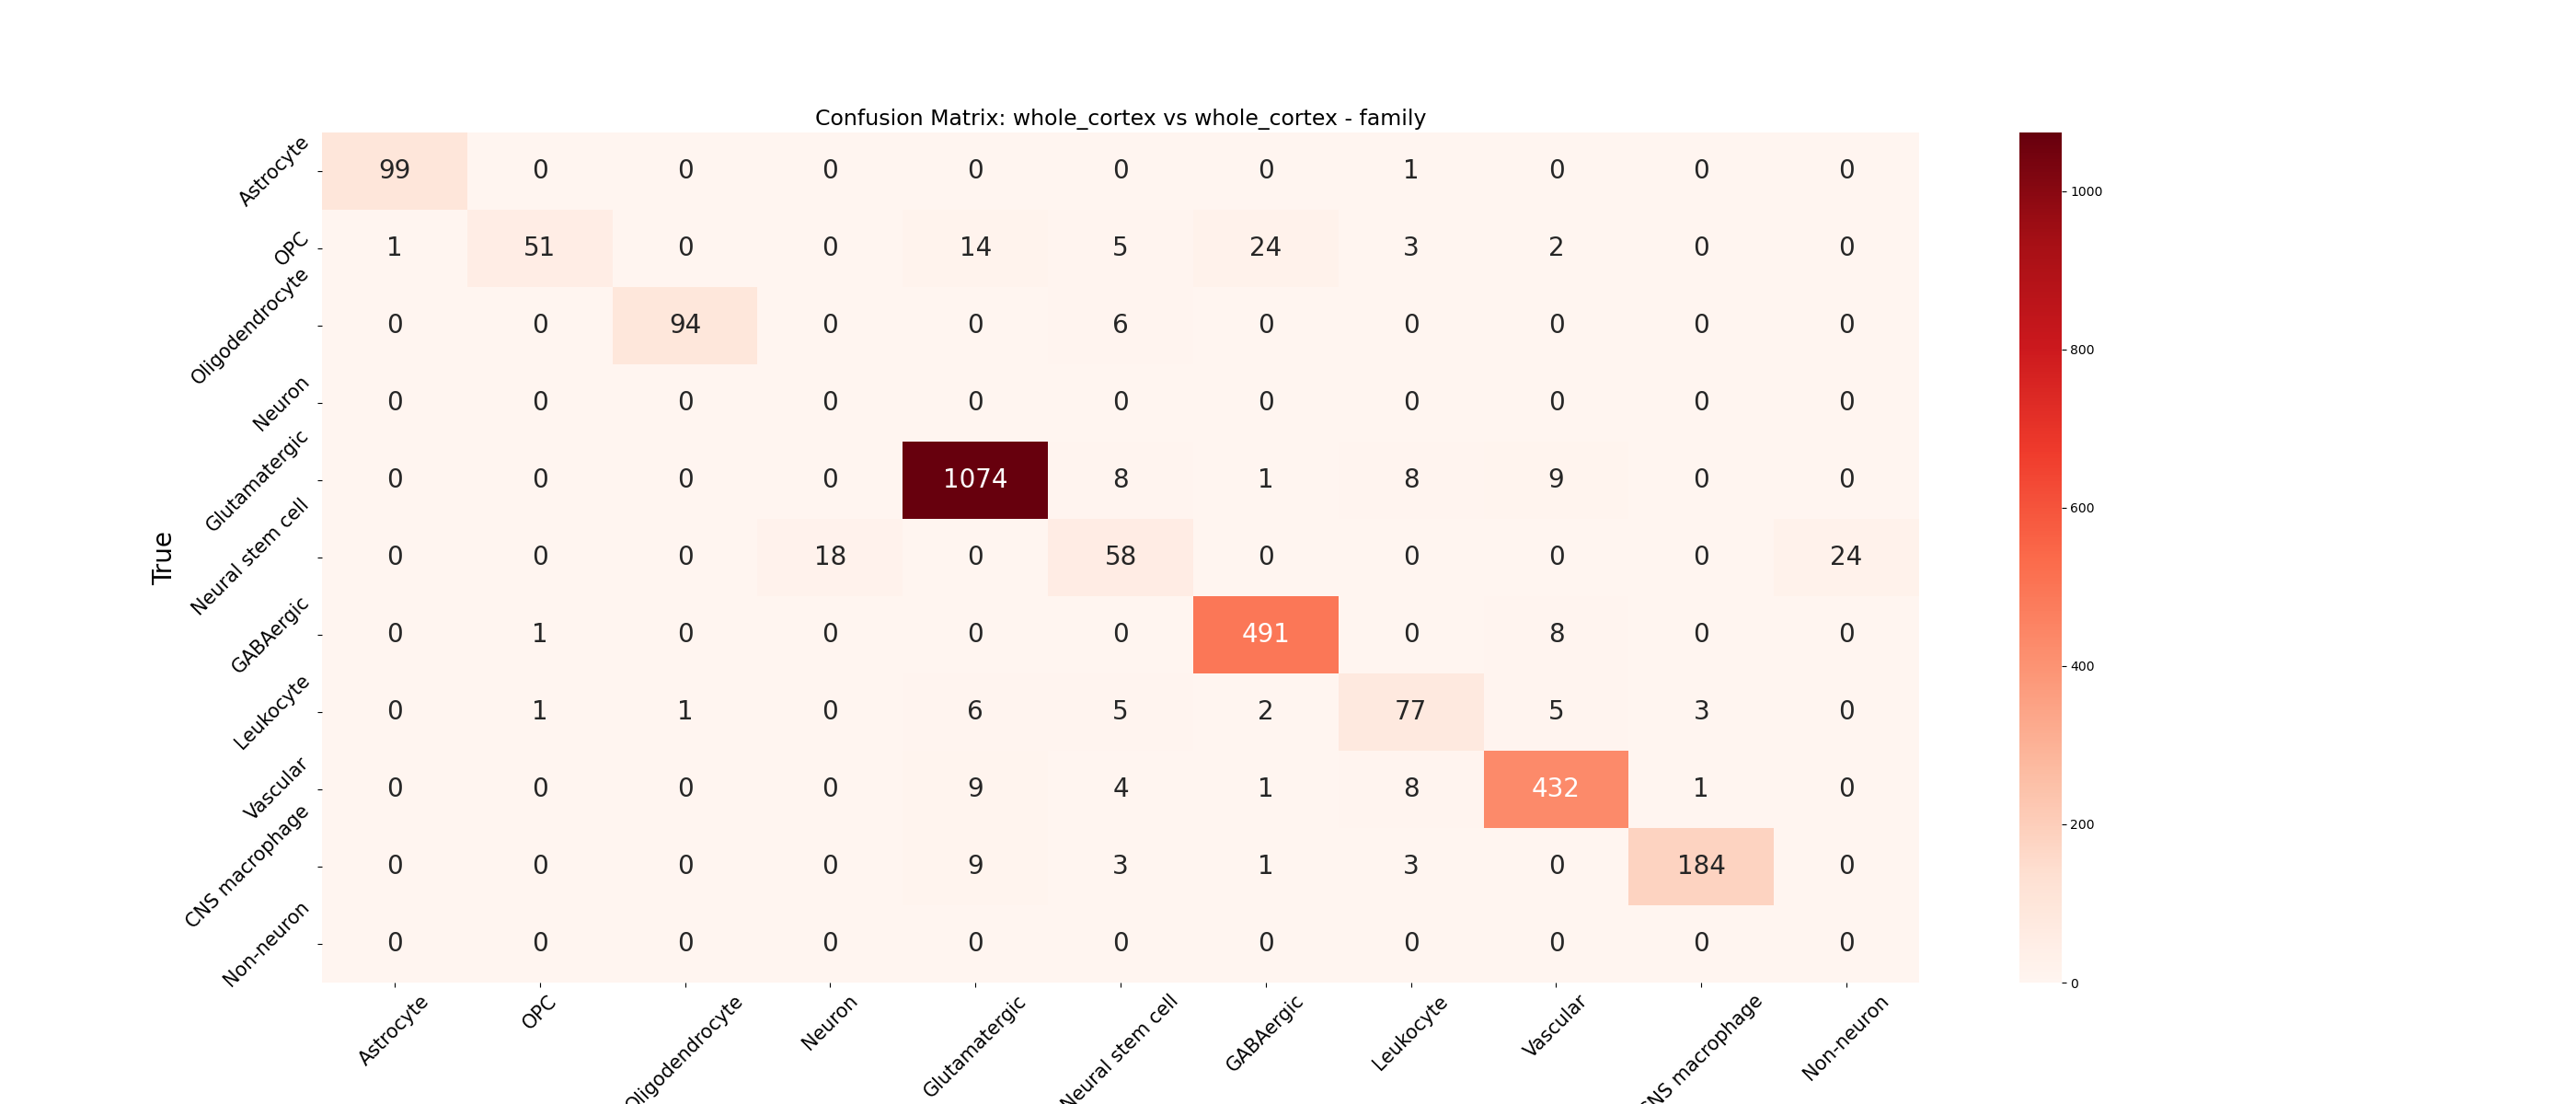 Confusion Matrix: whole_cortex vs whole_cortex - family
True
Astrocyte 99 0 0 0 0 0 0 1 0 0 0
OPC 1 51 0 0 14 5 24 3 2 0 0
Oligodendrocyte 0 0 94 0 0 6 0 0 0 0 0
Neuron 0 0 0 0 0 0 0 0 0 0 0
Glutamatergic 0 0 0 0 1074 8 1 8 9 0 0
Neural stem cell 0 0 0 18 0 58 0 0 0 0 24
GABAergic 0 1 0 0 0 0 491 0 8 0 0
Leukocyte 0 1 1 0 6 5 2 77 5 3 0
Vascular 0 0 0 0 9 4 1 8 432 1 0
CNS macrophage 0 0 0 0 9 3 1 3 0 184 0
Non-neuron 0 0 0 0 0 0 0 0 0 0 0
Astrocyte OPC Oligodendrocyte Neuron Glutamatergic Neural stem cell GABAergic Leukocyte Vascular CNS macrophage Non-neuron
1000
800
600
400
200
0